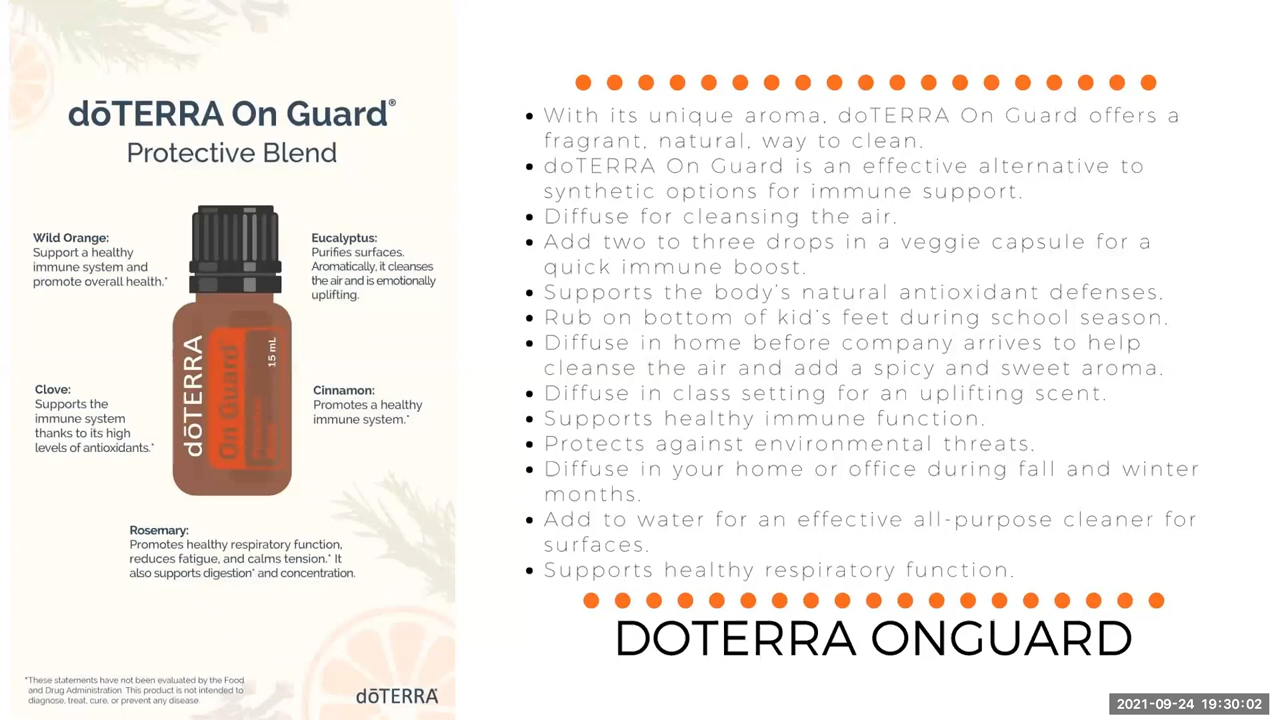 dōTERRA On Guard®
Protective Blend
Wild Orange:
Support a healthy
immune system and
promote overall health.*
Eucalyptus:
Purifies surfaces.
Aromatically, it cleanses
the air and is emotionally
uplifting.
dōTERRA
On Guard
15 mL
Clove:
Supports the
immune system
thanks to its high
levels of antioxidants.*
Cinnamon:
Promotes a healthy
immune system.*
Rosemary:
Promotes healthy respiratory function,
reduces fatigue, and calms tension.* It
also supports digestion* and concentration.
*These statements have not been evaluated by the Food
and Drug Administration. This product is not intended to
diagnose, treat, cure, or prevent any disease.
dōTERRA
• With its unique aroma, doTERRA On Guard offers a
fragrant, natural, way to clean.
• doTERRA On Guard is an effective alternative to
synthetic options for immune support.
• Diffuse for cleansing the air.
• Add two to three drops in a veggie capsule for a
quick immune boost.
• Supports the body's natural antioxidant defenses.
• Rub on bottom of kid's feet during school season.
• Diffuse in home before company arrives to help
cleanse the air and add a spicy and sweet aroma.
• Diffuse in class setting for an uplifting scent.
• Supports healthy immune function.
• Protects against environmental threats.
• Diffuse in your home or office during fall and winter
months.
• Add to water for an effective all-purpose cleaner for
surfaces.
• Supports healthy respiratory function.
DOTERRA ONGUARD
2021-09-24 19:30:02